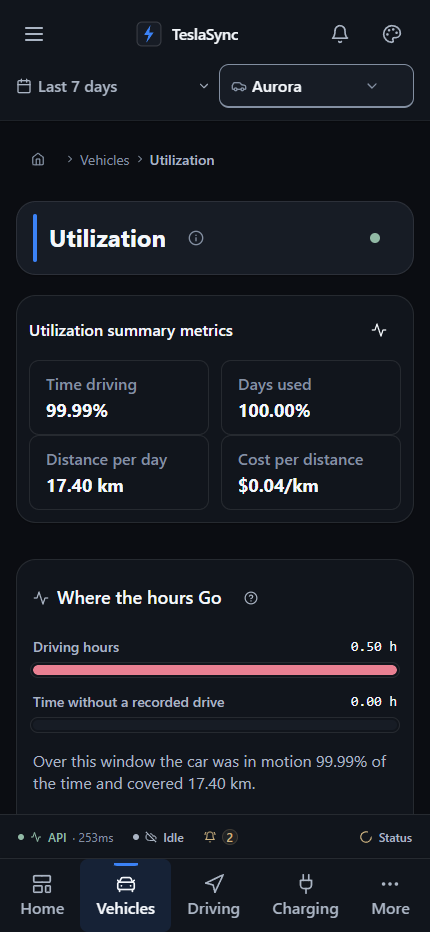 TeslaSync
Last 7 days
Aurora
Vehicles
Utilization
Utilization
Utilization summary metrics
Time driving
99.99%
Days used
100.00%
Distance per day
17.40 km
Cost per distance
$0.04/km
Where the hours Go
Driving hours 0.50 h
Time without a recorded drive 0.00 h
Over this window the car was in motion 99.99% of
the time and covered 17.40 km.
API · 253ms
Idle
2
Status
Home
Vehicles
Driving
Charging
More